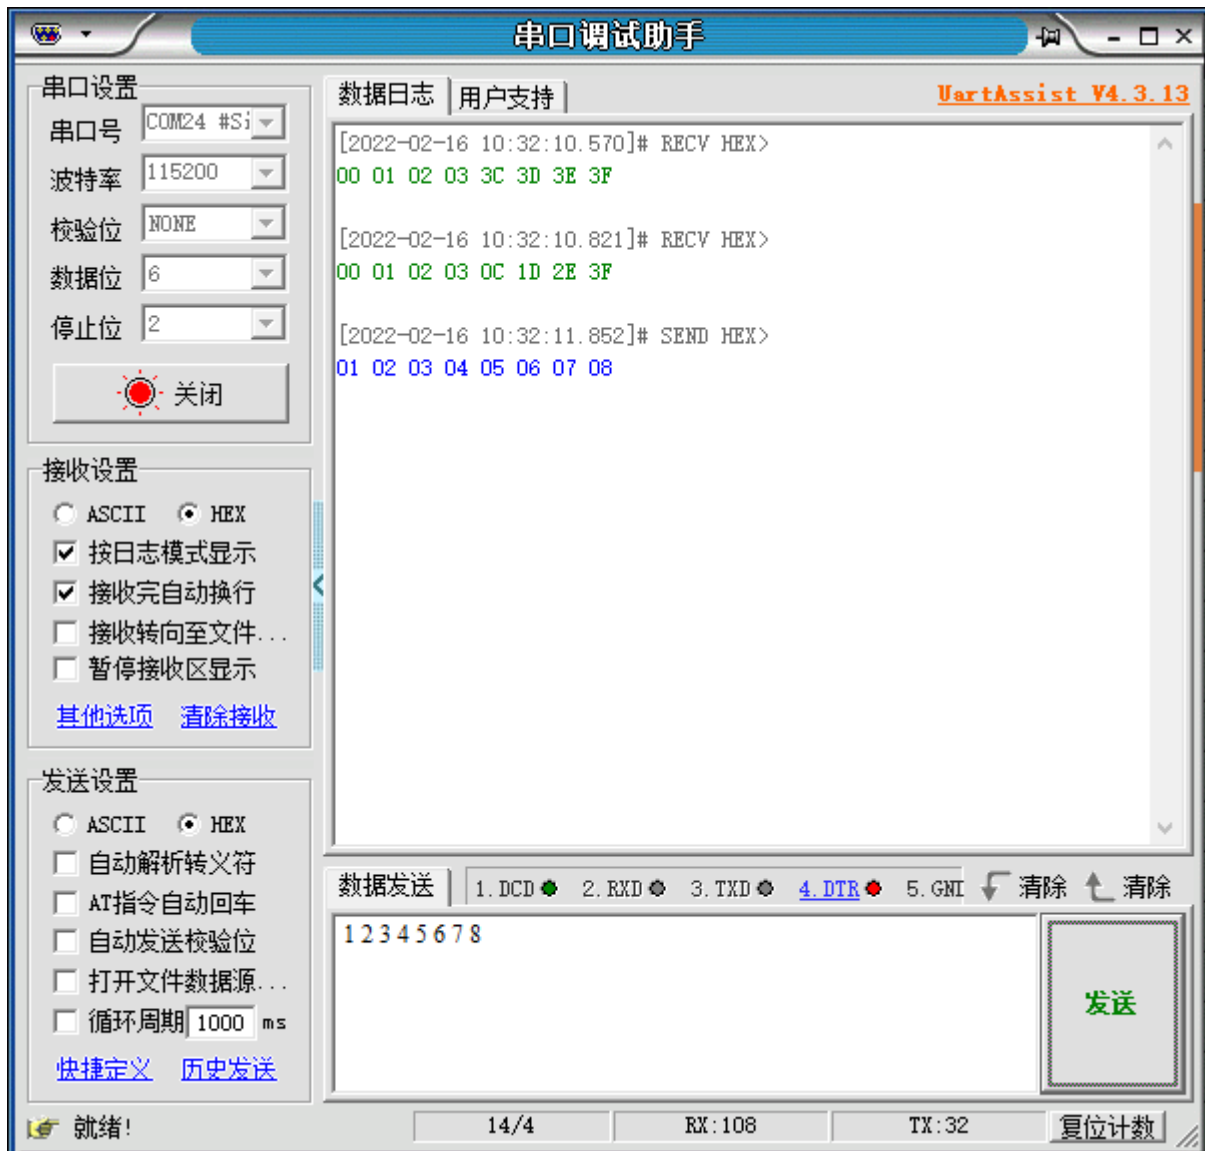 串口调试助手
串口设置
串口号 COM24 #Si
波特率 115200
校验位 NONE
数据位 6
停止位 2
关闭
接收设置
ASCII HEX
按日志模式显示
接收完自动换行
接收转向至文件...
暂停接收区显示
其他选项 清除接收
发送设置
ASCII HEX
自动解析转义符
AT指令自动回车
自动发送校验位
打开文件数据源...
循环周期 1000 ms
快捷定义 历史发送
数据日志 用户支持 UartAssist V4.3.13
[2022-02-16 10:32:10.570]# RECV HEX>
00 01 02 03 3C 3D 3E 3F
[2022-02-16 10:32:10.821]# RECV HEX>
00 01 02 03 0C 1D 2E 3F
[2022-02-16 10:32:11.852]# SEND HEX>
01 02 03 04 05 06 07 08
数据发送 1.DCD 2.RXD 3.TXD 4.DTR 5.GND 清除 清除
1 2 3 4 5 6 7 8
发送
就绪! 14/4 RX:108 TX:32 复位计数